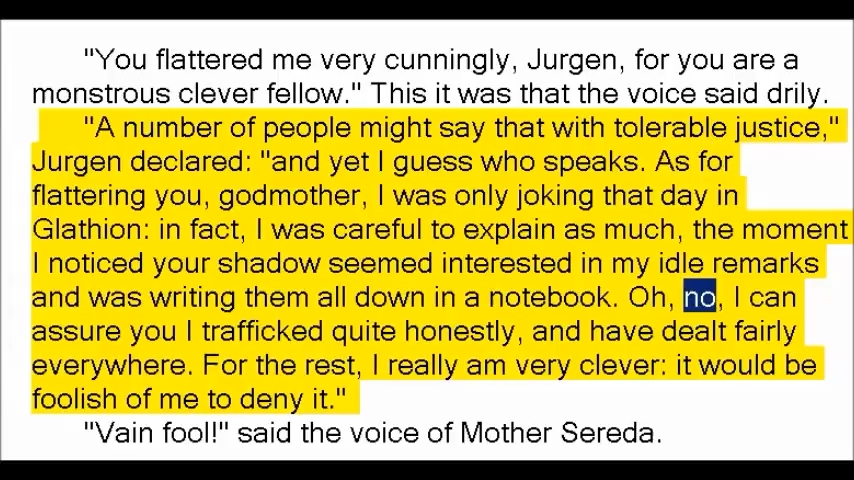 "You flattered me very cunningly, Jurgen, for you are a
monstrous clever fellow." This it was that the voice said drily.
"A number of people might say that with tolerable justice,"
Jurgen declared: "and yet I guess who speaks. As for
flattering you, godmother, I was only joking that day in
Glathion: in fact, I was careful to explain as much, the moment
I noticed your shadow seemed interested in my idle remarks
and was writing them all down in a notebook. Oh, no, I can
assure you I trafficked quite honestly, and have dealt fairly
everywhere. For the rest, I really am very clever: it would be
foolish of me to deny it."
"Vain fool!" said the voice of Mother Sereda.